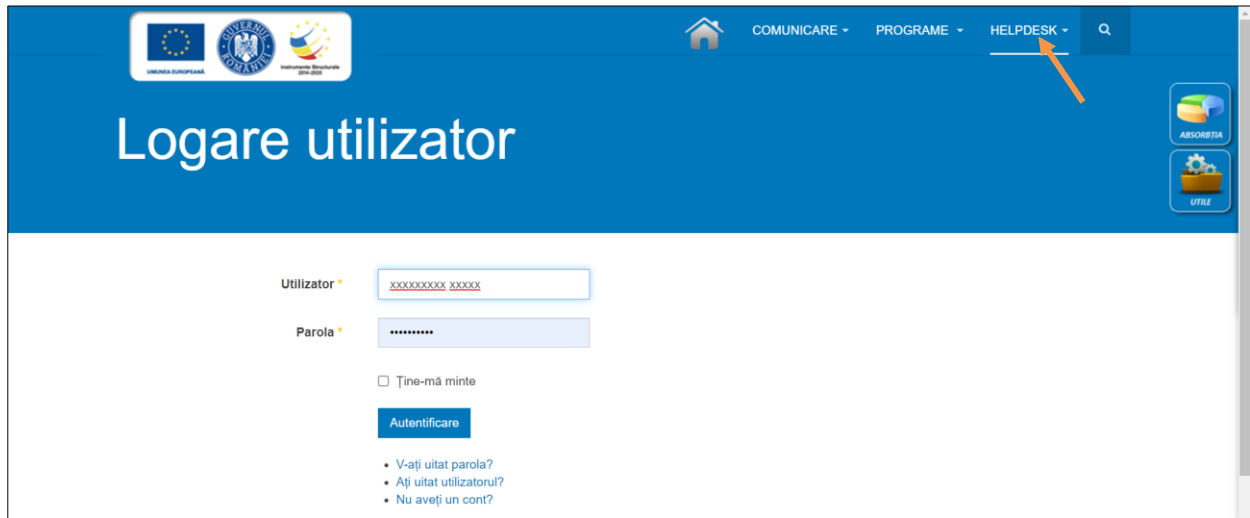 COMUNICARE PROGRAME HELPDESK
UNIUNEA EUROPEANĂ
GUVERNUL ROMÂNIEI
Instrumente Structurale
2014-2020
Logare utilizator
ABSORBȚIA
UTILE
Utilizator * xxxxxxxxx xxxxx
Parola * ••••••••••
Ține-mă minte
Autentificare
• V-ați uitat parola?
• Ați uitat utilizatorul?
• Nu aveți un cont?